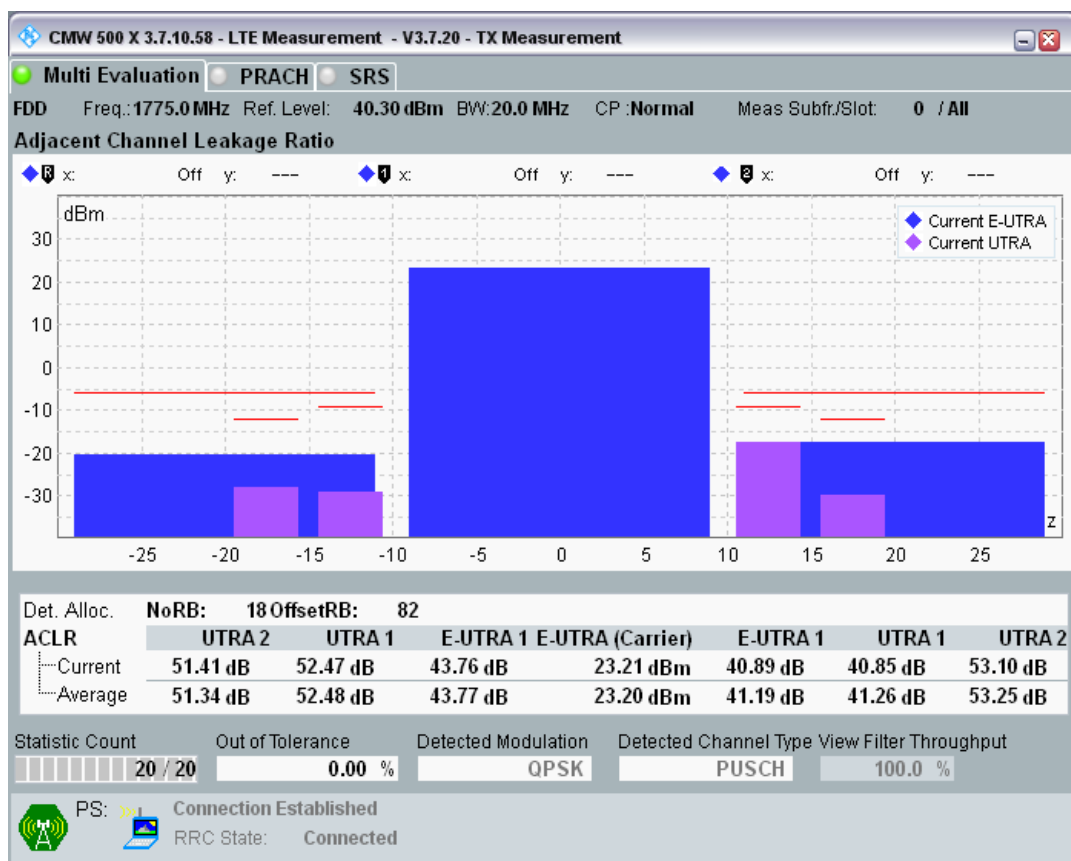 CMW 500 X 3.7.10.58 - LTE Measurement - V3.7.20 - TX Measurement
Multi Evaluation PRACH SRS
FDD Freq.: 1775.0 MHz Ref. Level: 40.30 dBm BW: 20.0 MHz CP : Normal Meas Subfr./Slot: 0 / All
Adjacent Channel Leakage Ratio
R x: Off y: --- 1 x: Off y: --- 2 x: Off y: ---
dBm
Current E-UTRA
Current UTRA
30
20
10
0
-10
-20
-30
z
-25 -20 -15 -10 -5 0 5 10 15 20 25
Det. Alloc. NoRB: 18 OffsetRB: 82
ACLR UTRA 2 UTRA 1 E-UTRA 1 E-UTRA (Carrier) E-UTRA 1 UTRA 1 UTRA 2
Current 51.41 dB 52.47 dB 43.76 dB 23.21 dBm 40.89 dB 40.85 dB 53.10 dB
Average 51.34 dB 52.48 dB 43.77 dB 23.20 dBm 41.19 dB 41.26 dB 53.25 dB
Statistic Count Out of Tolerance Detected Modulation Detected Channel Type View Filter Throughput
20 / 20 0.00 % QPSK PUSCH 100.0 %
PS: Connection Established
RRC State: Connected